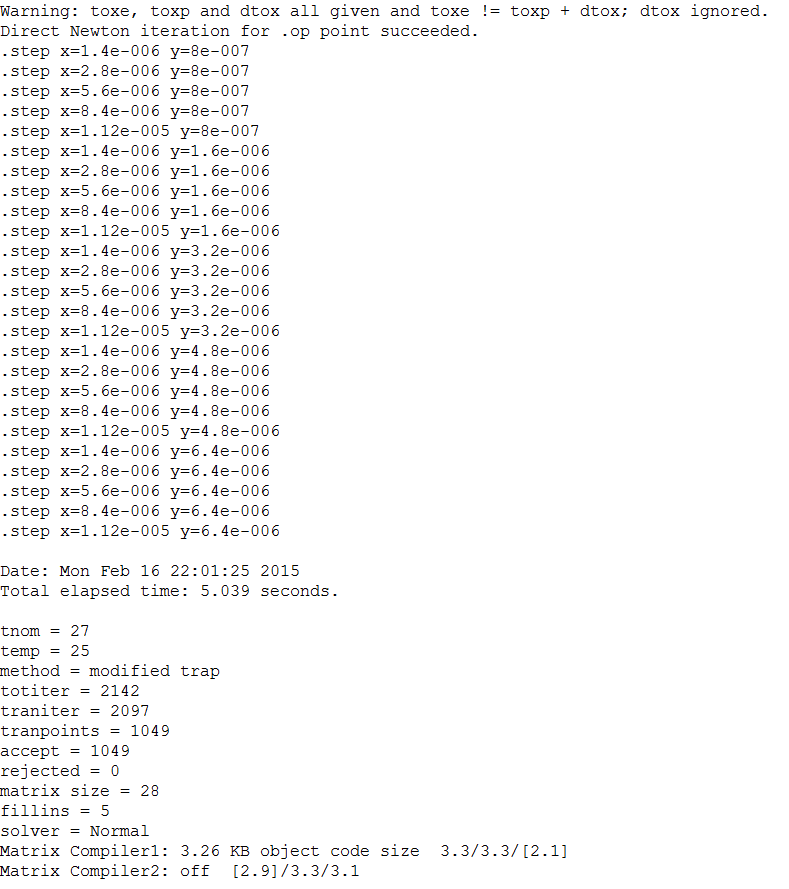 Warning: toxe, toxp and dtox all given and toxe != toxp + dtox; dtox ignored.
Direct Newton iteration for .op point succeeded.
.step x=1.4e-006 y=8e-007
.step x=2.8e-006 y=8e-007
.step x=5.6e-006 y=8e-007
.step x=8.4e-006 y=8e-007
.step x=1.12e-005 y=8e-007
.step x=1.4e-006 y=1.6e-006
.step x=2.8e-006 y=1.6e-006
.step x=5.6e-006 y=1.6e-006
.step x=8.4e-006 y=1.6e-006
.step x=1.12e-005 y=1.6e-006
.step x=1.4e-006 y=3.2e-006
.step x=2.8e-006 y=3.2e-006
.step x=5.6e-006 y=3.2e-006
.step x=8.4e-006 y=3.2e-006
.step x=1.12e-005 y=3.2e-006
.step x=1.4e-006 y=4.8e-006
.step x=2.8e-006 y=4.8e-006
.step x=5.6e-006 y=4.8e-006
.step x=8.4e-006 y=4.8e-006
.step x=1.12e-005 y=4.8e-006
.step x=1.4e-006 y=6.4e-006
.step x=2.8e-006 y=6.4e-006
.step x=5.6e-006 y=6.4e-006
.step x=8.4e-006 y=6.4e-006
.step x=1.12e-005 y=6.4e-006
Date: Mon Feb 16 22:01:25 2015
Total elapsed time: 5.039 seconds.
tnom = 27
temp = 25
method = modified trap
totiter = 2142
traniter = 2097
tranpoints = 1049
accept = 1049
rejected = 0
matrix size = 28
fillins = 5
solver = Normal
Matrix Compiler1: 3.26 KB object code size  3.3/3.3/[2.1]
Matrix Compiler2: off  [2.9]/3.3/3.1